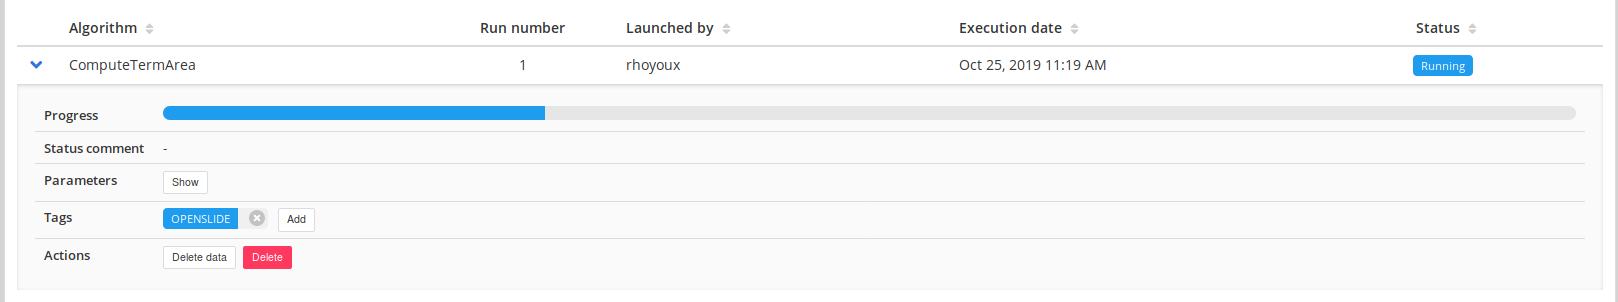 Algorithm Run number Launched by Execution date Status
ComputeTermArea 1 rhoyoux Oct 25, 2019 11:19 AM Running
Progress
Status comment -
Parameters Show
Tags OPENSLIDE Add
Actions Delete data Delete